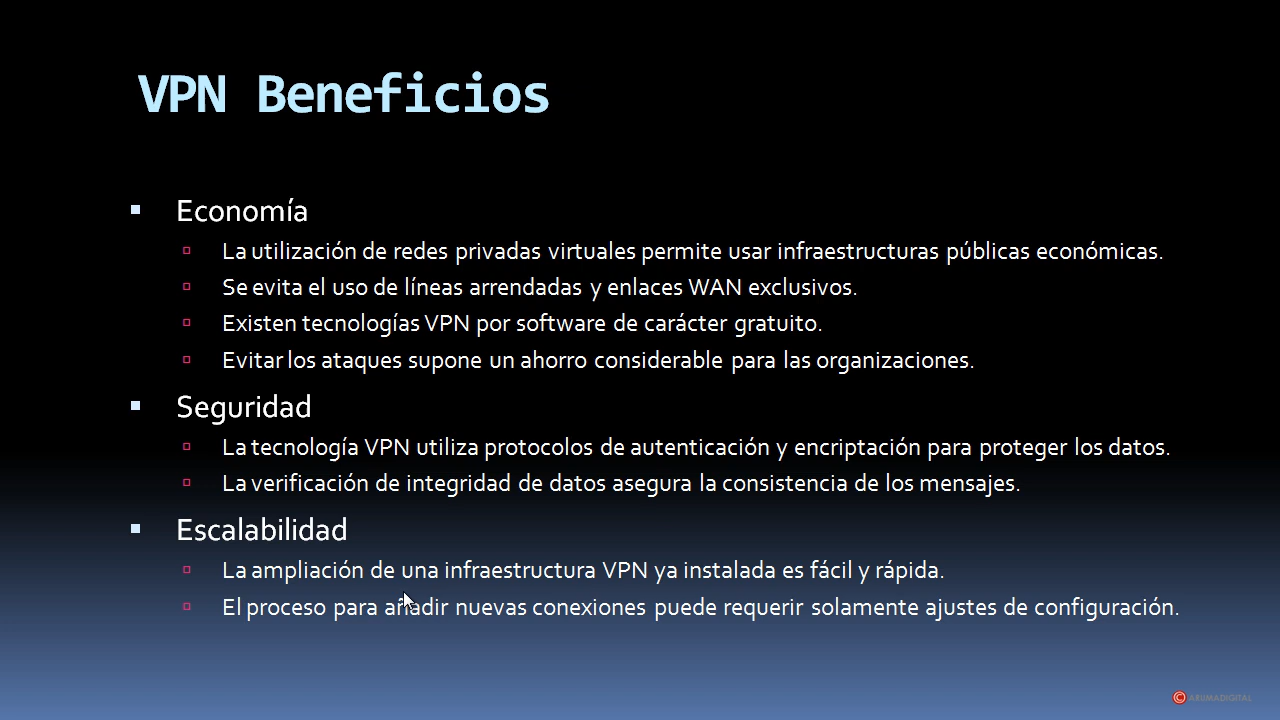 VPN Beneficios
Economía
La utilización de redes privadas virtuales permite usar infraestructuras públicas económicas.
Se evita el uso de líneas arrendadas y enlaces WAN exclusivos.
Existen tecnologías VPN por software de carácter gratuito.
Evitar los ataques supone un ahorro considerable para las organizaciones.
Seguridad
La tecnología VPN utiliza protocolos de autenticación y encriptación para proteger los datos.
La verificación de integridad de datos asegura la consistencia de los mensajes.
Escalabilidad
La ampliación de una infraestructura VPN ya instalada es fácil y rápida.
El proceso para añadir nuevas conexiones puede requerir solamente ajustes de configuración.
© ARUMADIGITAL